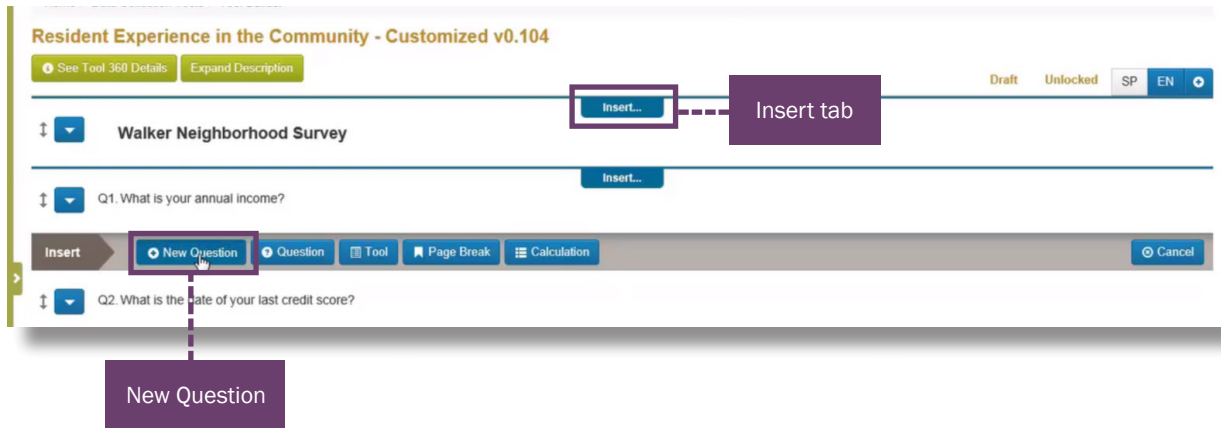 Resident Experience in the Community - Customized v0.104
See Tool 360 Details Expand Description
Draft Unlocked SP EN
Insert...
Insert tab
Walker Neighborhood Survey
Insert...
Q1. What is your annual income?
Insert New Question Question Tool Page Break Calculation Cancel
Q2. What is the date of your last credit score?
New Question